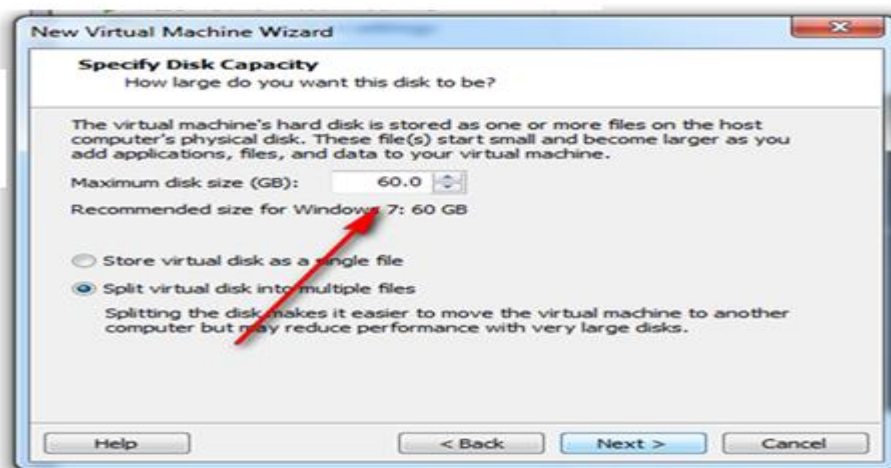 New Virtual Machine Wizard
Specify Disk Capacity
How large do you want this disk to be?
The virtual machine's hard disk is stored as one or more files on the host
computer's physical disk. These file(s) start small and become larger as you
add applications, files, and data to your virtual machine.
Maximum disk size (GB): 60.0
Recommended size for Windows 7: 60 GB
Store virtual disk as a single file
Split virtual disk into multiple files
Splitting the disk makes it easier to move the virtual machine to another
computer but may reduce performance with very large disks.
Help < Back Next > Cancel